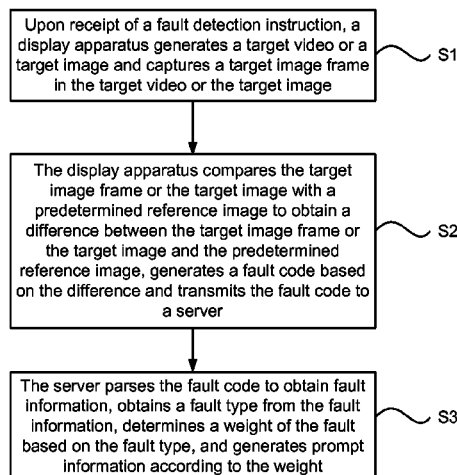 Upon receipt of a fault detection instruction, a
display apparatus generates a target video or a
target image and captures a target image frame
in the target video or the target image
S1
The display apparatus compares the target
image frame or the target image with a
predetermined reference image to obtain a
difference between the target image frame or
the target image and the predetermined
reference image, generates a fault code based
on the difference and transmits the fault code to
a server
S2
The server parses the fault code to obtain fault
information, obtains a fault type from the fault
information, determines a weight of the fault
based on the fault type, and generates prompt
information according to the weight
S3